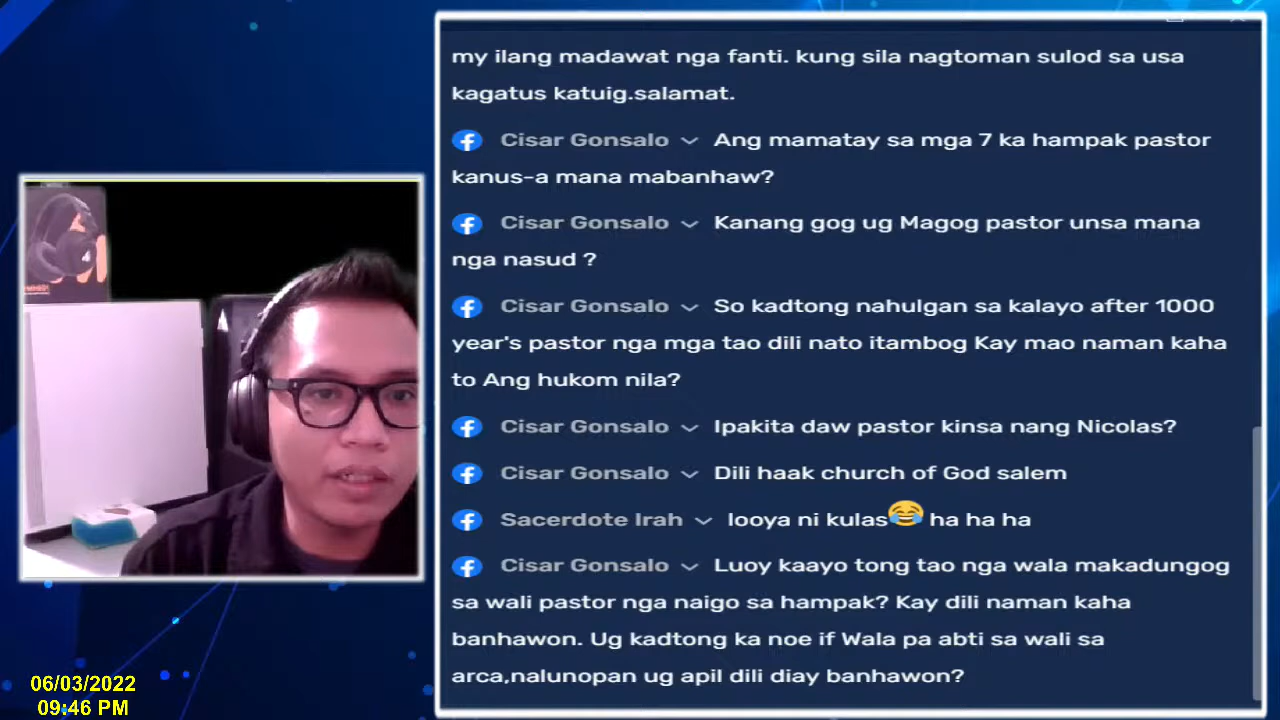 my ilang madawat nga fanti. kung sila nagtoman sulod sa usa
kagatus katuig.salamat.
Cisar Gonsalo Ang mamatay sa mga 7 ka hampak pastor
kanus-a mana mabanhaw?
Cisar Gonsalo Kanang gog ug Magog pastor unsa mana
nga nasud ?
Cisar Gonsalo So kadtong nahulgan sa kalayo after 1000
year's pastor nga mga tao dili nato itambog Kay mao naman kaha
to Ang hukom nila?
Cisar Gonsalo Ipakita daw pastor kinsa nang Nicolas?
Cisar Gonsalo Dili haak church of God salem
Sacerdote Irah looya ni kulas😂 ha ha ha
Cisar Gonsalo Luoy kaayo tong tao nga wala makadungog
sa wali pastor nga naigo sa hampak? Kay dili naman kaha
banhawon. Ug kadtong ka noe if Wala pa abti sa wali sa
arca,nalunopan ug apil dili diay banhawon?
06/03/2022
09:46 PM